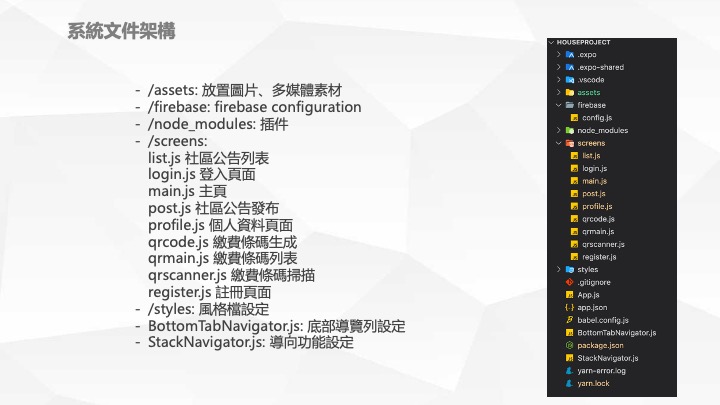 系統文件架構
- /assets: 放置圖片、多媒體素材
- /firebase: firebase configuration
- /node_modules: 插件
- /screens:
list.js 社區公告列表
login.js 登入頁面
main.js 主頁
post.js 社區公告發布
profile.js 個人資料頁面
qrcode.js 繳費條碼生成
qrmain.js 繳費條碼列表
qrscanner.js 繳費條碼掃描
register.js 註冊頁面
- /styles: 風格檔設定
- BottomTabNavigator.js: 底部導覽列設定
- StackNavigator.js: 導向功能設定
HOUSEPROJECT
.expo
.expo-shared
.vscode
assets
firebase
config.js
node_modules
screens
list.js
login.js
main.js
post.js
profile.js
qrcode.js
qrmain.js
qrscanner.js
register.js
styles
.gitignore
App.js
app.json
babel.config.js
BottomTabNavigator.js
package.json
StackNavigator.js
yarn-error.log
yarn.lock